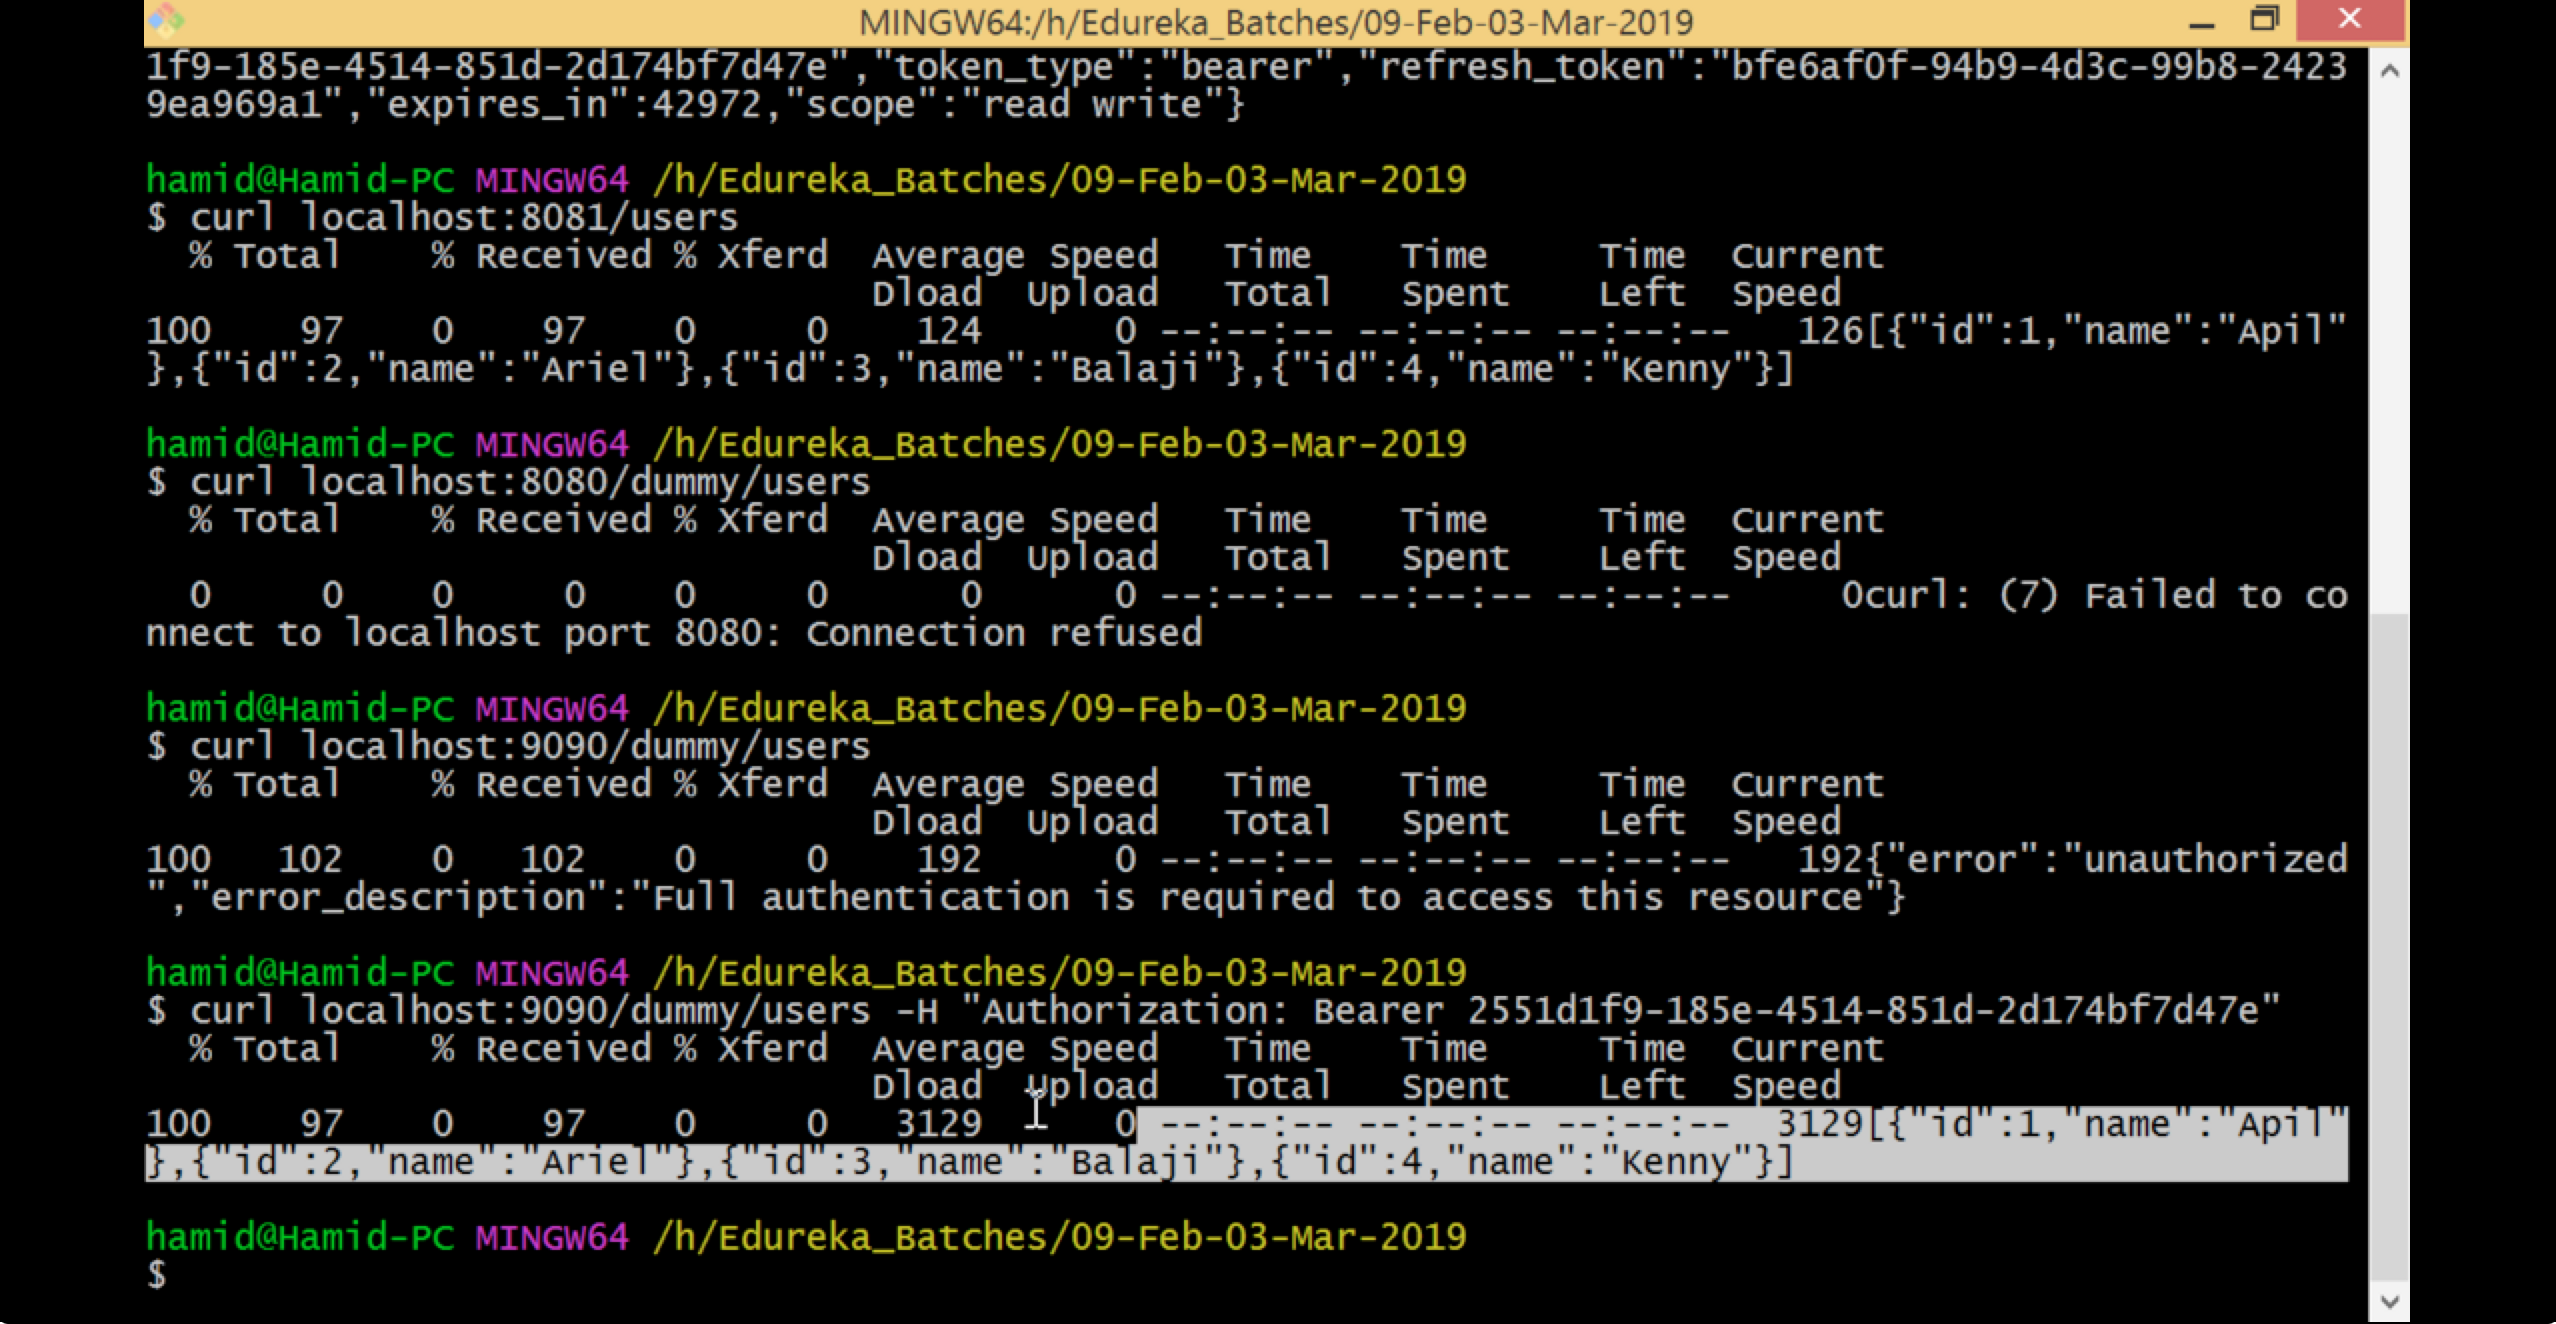 MINGW64:/h/Edureka_Batches/09-Feb-03-Mar-2019
1f9-185e-4514-851d-2d174bf7d47e","token_type":"bearer","refresh_token":"bfe6af0f-94b9-4d3c-99b8-2423
9ea969a1","expires_in":42972,"scope":"read write"}
hamid@Hamid-PC MINGW64 /h/Edureka_Batches/09-Feb-03-Mar-2019
$ curl localhost:8081/users
% Total % Received % Xferd Average Speed Time Time Time Current
Dload Upload Total Spent Left Speed
100 97 0 97 0 0 124 0 --:--:-- --:--:-- --:--:-- 126[{"id":1,"name":"Apil"
},{"id":2,"name":"Ariel"},{"id":3,"name":"Balaji"},{"id":4,"name":"Kenny"}]
hamid@Hamid-PC MINGW64 /h/Edureka_Batches/09-Feb-03-Mar-2019
$ curl localhost:8080/dummy/users
% Total % Received % Xferd Average Speed Time Time Time Current
Dload Upload Total Spent Left Speed
0 0 0 0 0 0 0 0 --:--:-- --:--:-- --:--:-- 0curl: (7) Failed to co
nnect to localhost port 8080: Connection refused
hamid@Hamid-PC MINGW64 /h/Edureka_Batches/09-Feb-03-Mar-2019
$ curl localhost:9090/dummy/users
% Total % Received % Xferd Average Speed Time Time Time Current
Dload Upload Total Spent Left Speed
100 102 0 102 0 0 192 0 --:--:-- --:--:-- --:--:-- 192{"error":"unauthorized
","error_description":"Full authentication is required to access this resource"}
hamid@Hamid-PC MINGW64 /h/Edureka_Batches/09-Feb-03-Mar-2019
$ curl localhost:9090/dummy/users -H "Authorization: Bearer 2551d1f9-185e-4514-851d-2d174bf7d47e"
% Total % Received % Xferd Average Speed Time Time Time Current
Dload Upload Total Spent Left Speed
100 97 0 97 0 0 3129 0 --:--:-- --:--:-- --:--:-- 3129[{"id":1,"name":"Apil"
},{"id":2,"name":"Ariel"},{"id":3,"name":"Balaji"},{"id":4,"name":"Kenny"}]
hamid@Hamid-PC MINGW64 /h/Edureka_Batches/09-Feb-03-Mar-2019
$